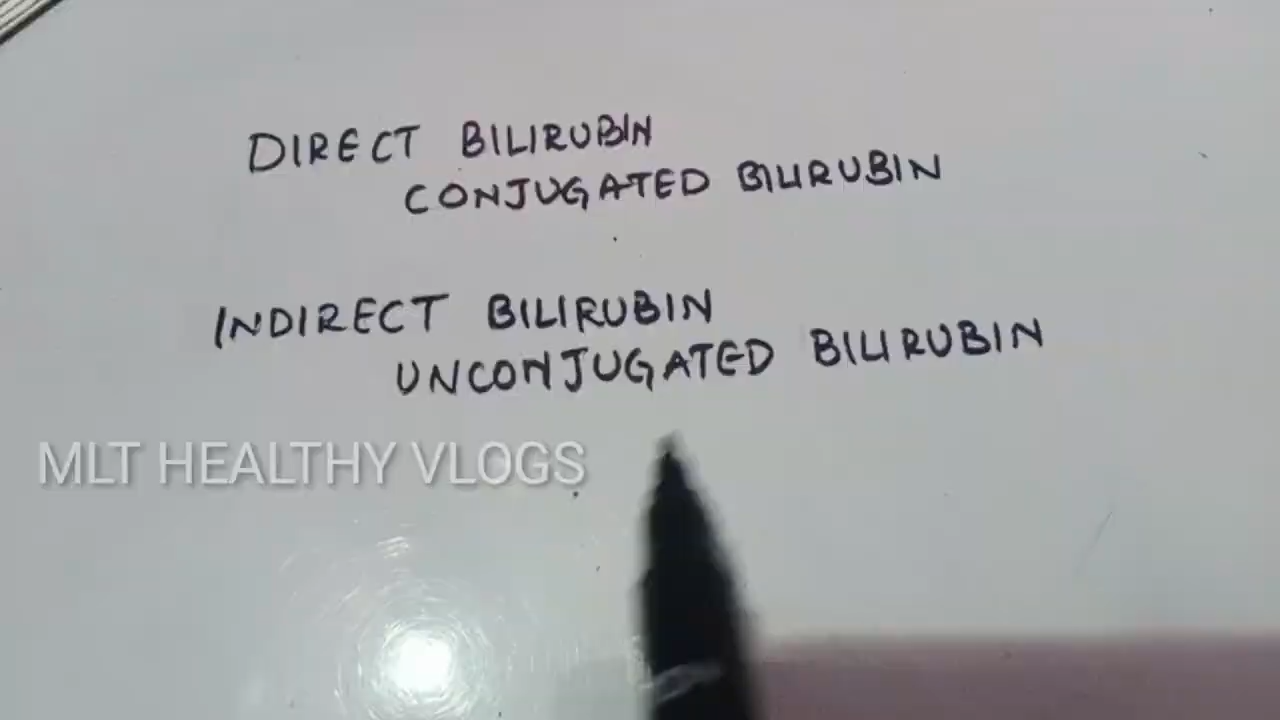 DIRECT BILIRUBIN
CONJUGATED BILIRUBIN
INDIRECT BILIRUBIN
UNCONJUGATED BILIRUBIN
MLT HEALTHY VLOGS